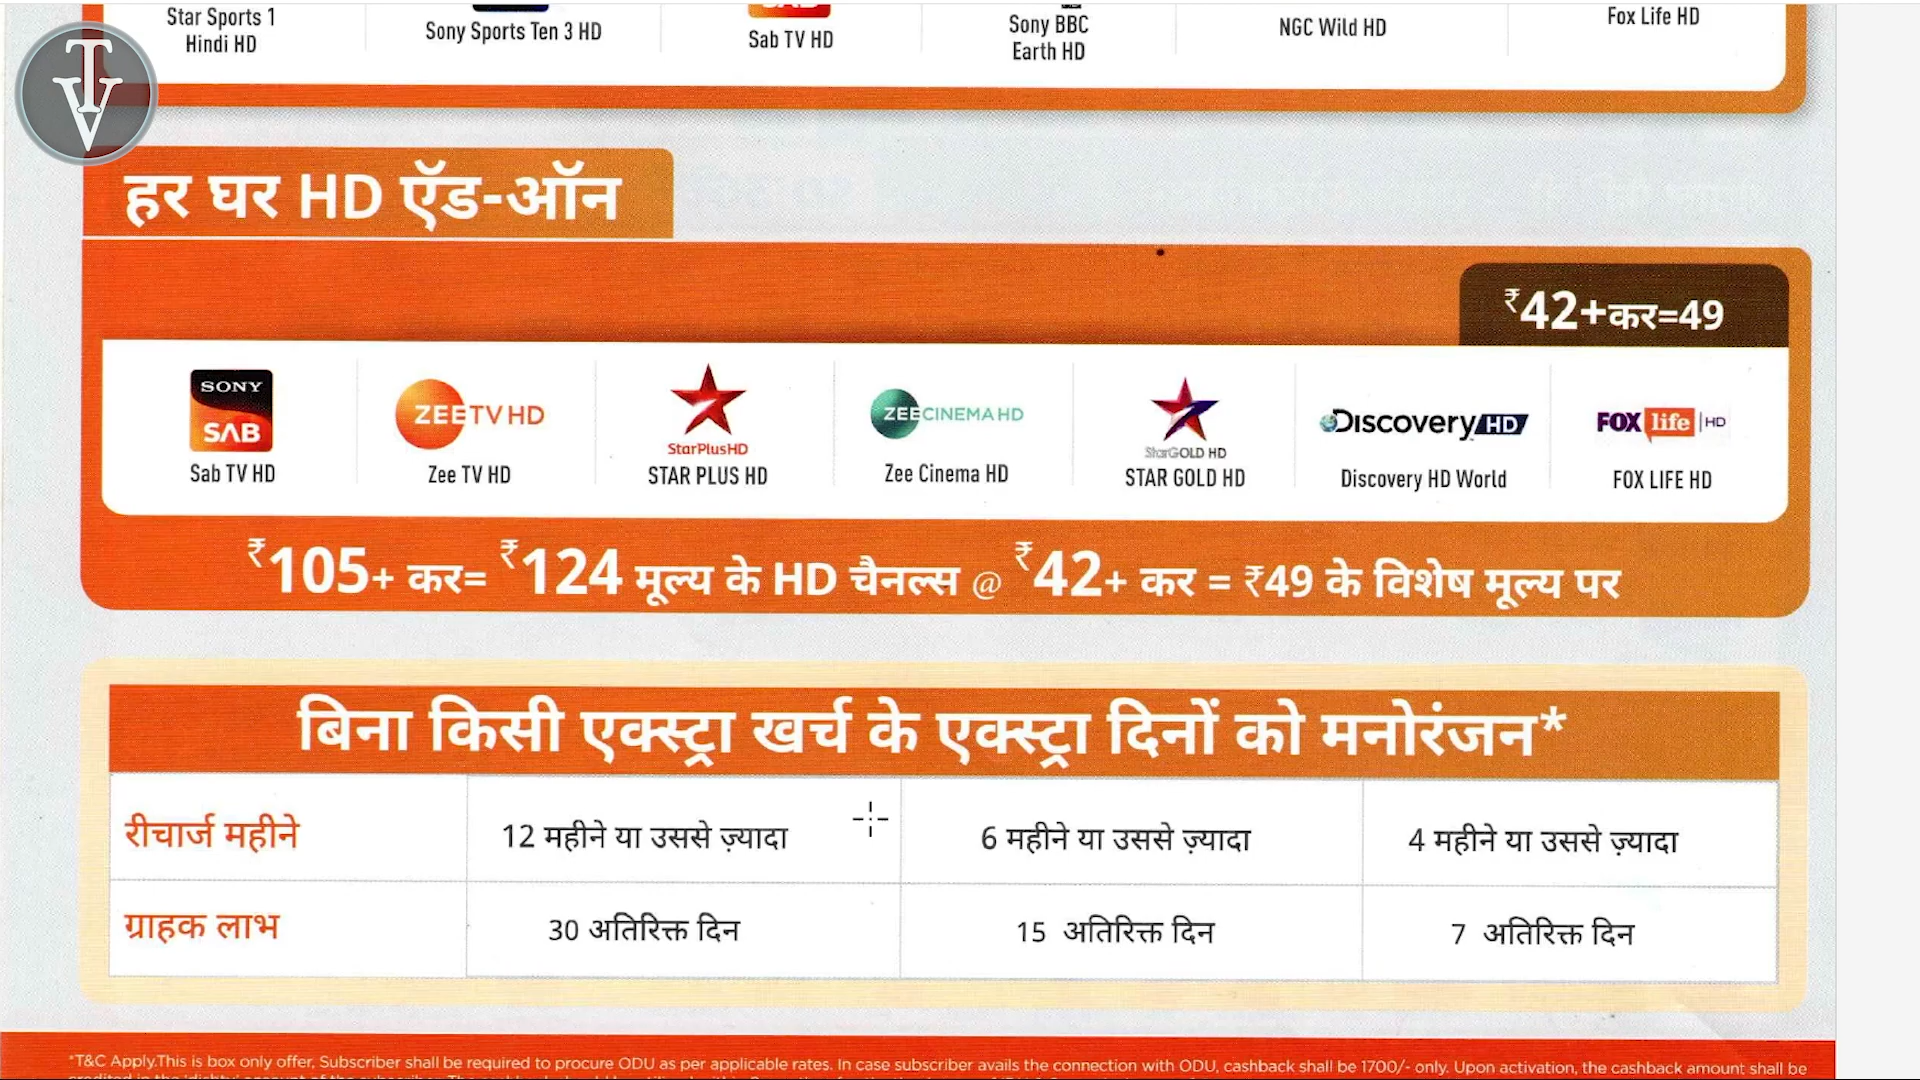 Star Sports 1
Hindi HD
Sony Sports Ten 3 HD
Sab TV HD
Sony BBC
Earth HD
NGC Wild HD
Fox Life HD
TV
हर घर HD ऍड-ऑन
₹42+कर=49
SONY
SAB
Sab TV HD
ZEETV HD
Zee TV HD
StarPlusHD
STAR PLUS HD
ZEECINEMA HD
Zee Cinema HD
StarGOLD HD
STAR GOLD HD
Discovery HD
Discovery HD World
FOX life HD
FOX LIFE HD
₹105+ कर= ₹124 मूल्य के HD चैनल्स @ ₹42+ कर = ₹49 के विशेष मूल्य पर
बिना किसी एक्स्ट्रा खर्च के एक्स्ट्रा दिनों को मनोरंजन*
रीचार्ज महीने 12 महीने या उससे ज़्यादा 6 महीने या उससे ज़्यादा 4 महीने या उससे ज़्यादा
ग्राहक लाभ 30 अतिरिक्त दिन 15 अतिरिक्त दिन 7 अतिरिक्त दिन
*T&C Apply.This is box only offer, Subscriber shall be required to procure ODU as per applicable rates. In case subscriber avails the connection with ODU, cashback shall be 1700/- only. Upon activation, the cashback amount shall be